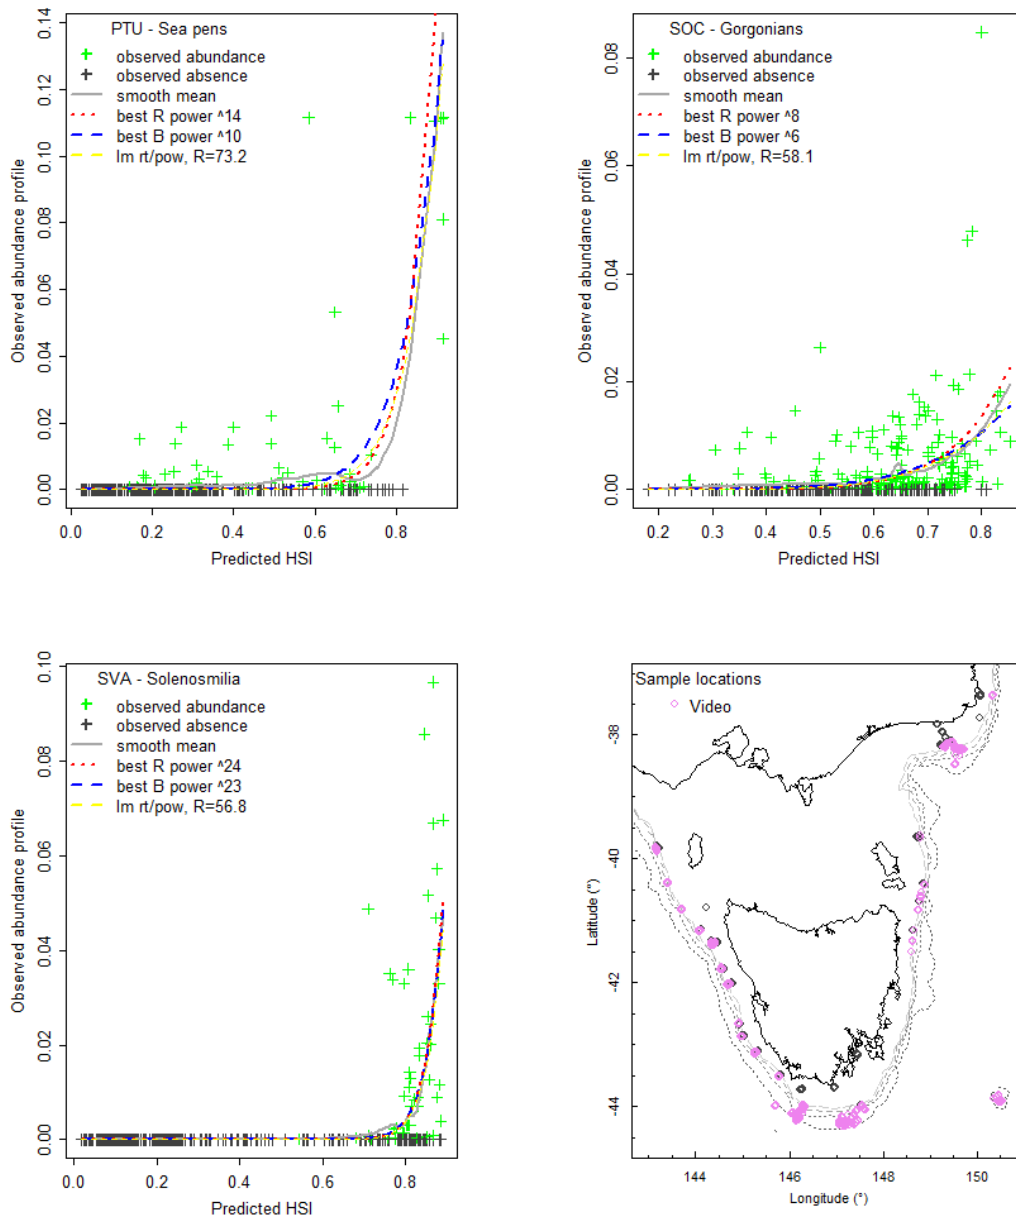 PTU - Sea pens
observed abundance
observed absence
smooth mean
best R power ^14
best B power ^10
lm rt/pow, R=73.2
Observed abundance profile
0.00 0.02 0.04 0.06 0.08 0.10 0.12 0.14
0.0 0.2 0.4 0.6 0.8
Predicted HSI
SOC - Gorgonians
observed abundance
observed absence
smooth mean
best R power ^8
best B power ^6
lm rt/pow, R=58.1
Observed abundance profile
0.00 0.02 0.04 0.06 0.08
0.2 0.3 0.4 0.5 0.6 0.7 0.8
Predicted HSI
SVA - Solenosmilia
observed abundance
observed absence
smooth mean
best R power ^24
best B power ^23
lm rt/pow, R=56.8
Observed abundance profile
0.00 0.02 0.04 0.06 0.08 0.10
0.0 0.2 0.4 0.6 0.8
Predicted HSI
Sample locations
Video
Latitude (°)
-44 -42 -40 -38
144 146 148 150
Longitude (°)